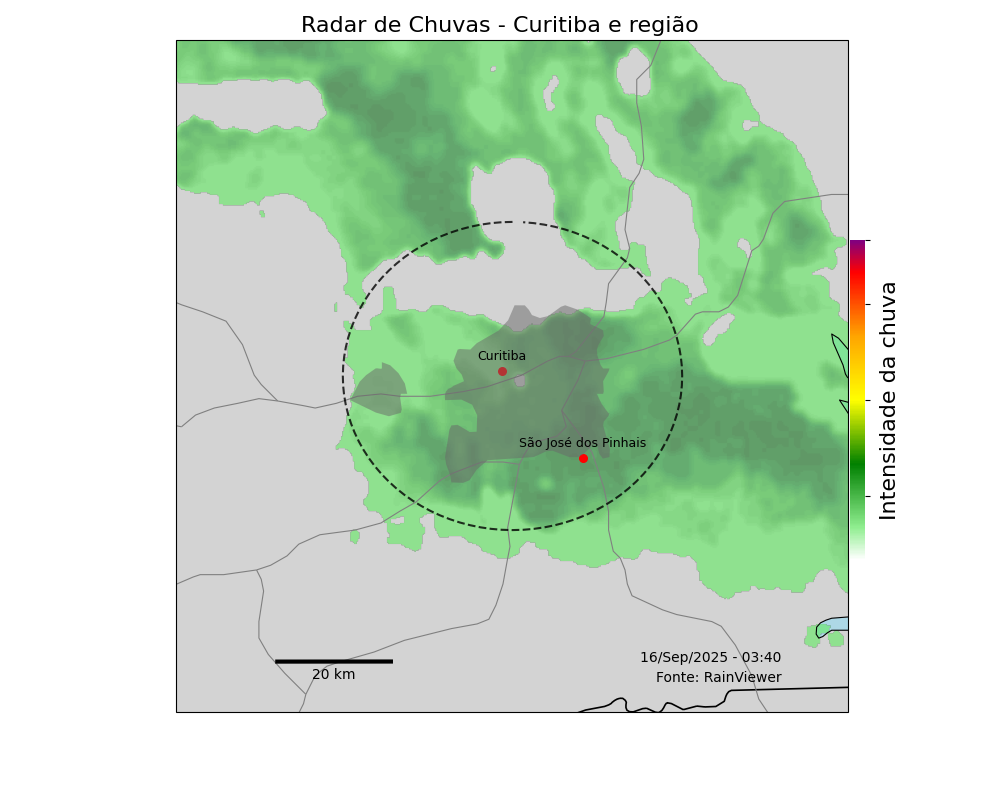 Radar de Chuvas - Curitiba e região
Curitiba
São José dos Pinhais
Intensidade da chuva
16/Sep/2025 - 03:40
Fonte: RainViewer
20 km